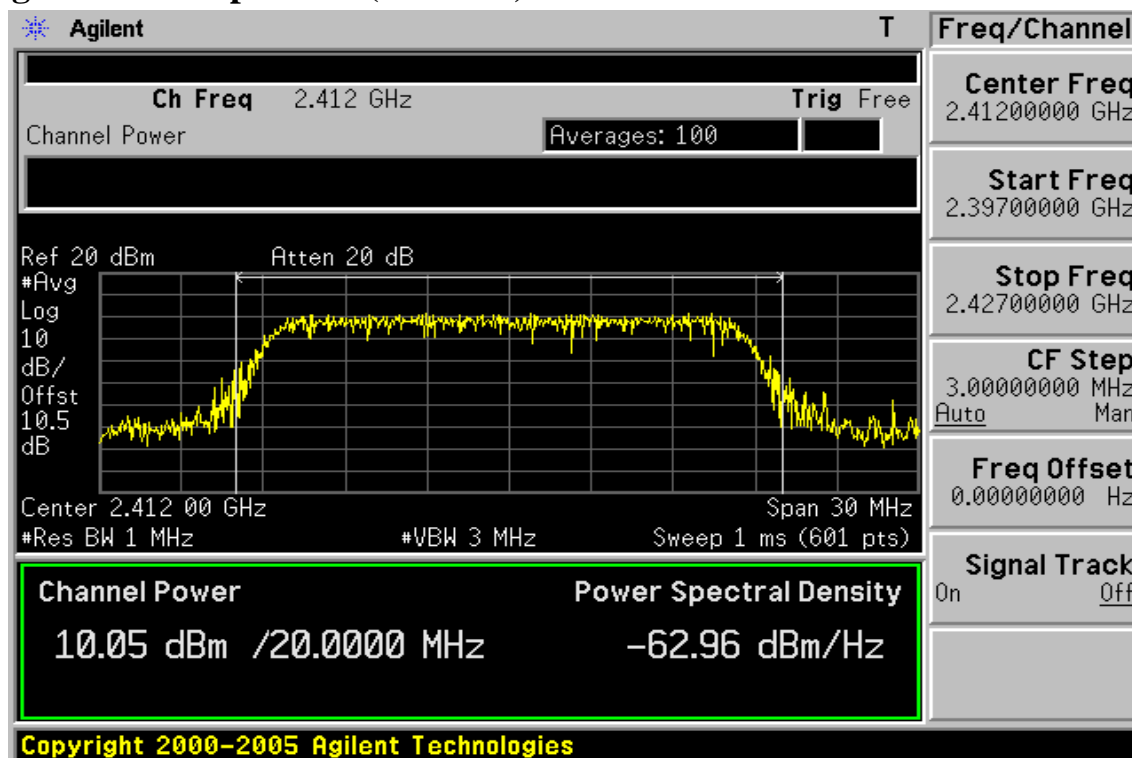 Agilent T
Freq/Channel
Ch Freq 2.412 GHz Trig Free
Channel Power Averages: 100
Center Freq
2.41200000 GHz
Start Freq
2.39700000 GHz
Ref 20 dBm Atten 20 dB
#Avg
Log
10
dB/
Offst
10.5
dB
Stop Freq
2.42700000 GHz
CF Step
3.00000000 MHz
Auto Man
Center 2.412 00 GHz Span 30 MHz
#Res BW 1 MHz #VBW 3 MHz Sweep 1 ms (601 pts)
Freq Offset
0.00000000 Hz
Channel Power Power Spectral Density
10.05 dBm /20.0000 MHz -62.96 dBm/Hz
Signal Track
On Off
Copyright 2000-2005 Agilent Technologies